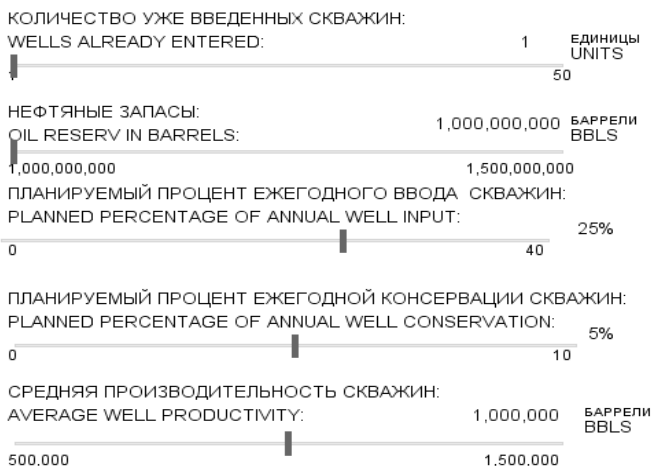 КОЛИЧЕСТВО УЖЕ ВВЕДЕННЫХ СКВАЖИН:
WELLS ALREADY ENTERED: 1 ЕДИНИЦЫ
UNITS
1 50
НЕФТЯНЫЕ ЗАПАСЫ:
OIL RESERV IN BARRELS: 1,000,000,000 БАРРЕЛИ
BBLS
1,000,000,000 1,500,000,000
ПЛАНИРУЕМЫЙ ПРОЦЕНТ ЕЖЕГОДНОГО ВВОДА СКВАЖИН:
PLANNED PERCENTAGE OF ANNUAL WELL INPUT: 25%
0 40
ПЛАНИРУЕМЫЙ ПРОЦЕНТ ЕЖЕГОДНОЙ КОНСЕРВАЦИИ СКВАЖИН:
PLANNED PERCENTAGE OF ANNUAL WELL CONSERVATION: 5%
0 10
СРЕДНЯЯ ПРОИЗВОДИТЕЛЬНОСТЬ СКВАЖИН:
AVERAGE WELL PRODUCTIVITY: 1,000,000 БАРРЕЛИ
BBLS
500,000 1,500,000